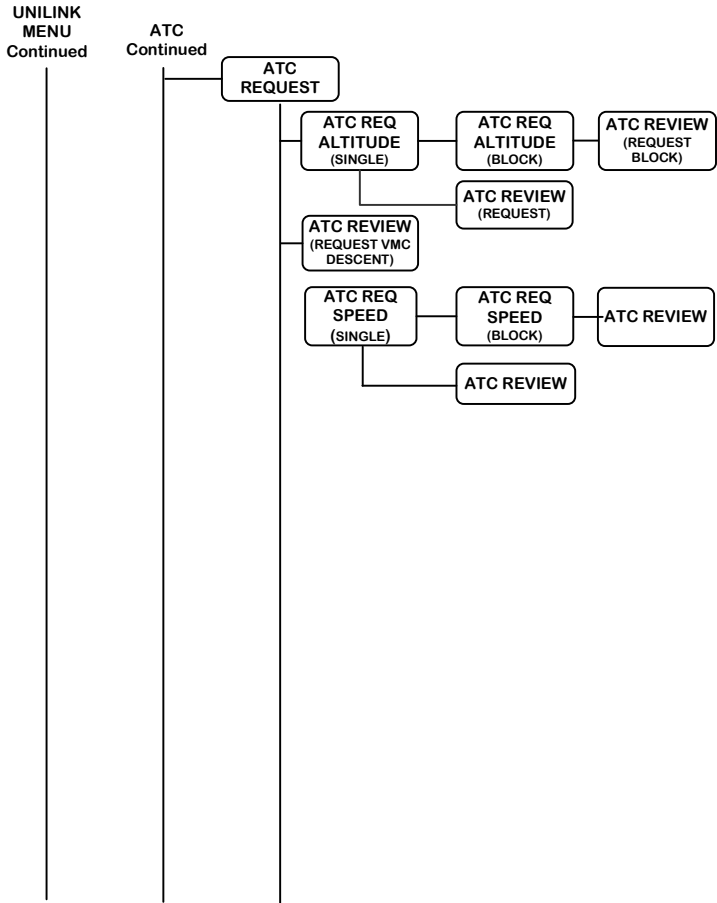 UNILINK
MENU
Continued
ATC
Continued
ATC
REQUEST
ATC REQ
ALTITUDE
(SINGLE)
ATC REQ
ALTITUDE
(BLOCK)
ATC REVIEW
(REQUEST
BLOCK)
ATC REVIEW
(REQUEST)
ATC REVIEW
(REQUEST VMC
DESCENT)
ATC REQ
SPEED
(SINGLE)
ATC REQ
SPEED
(BLOCK)
ATC REVIEW
ATC REVIEW